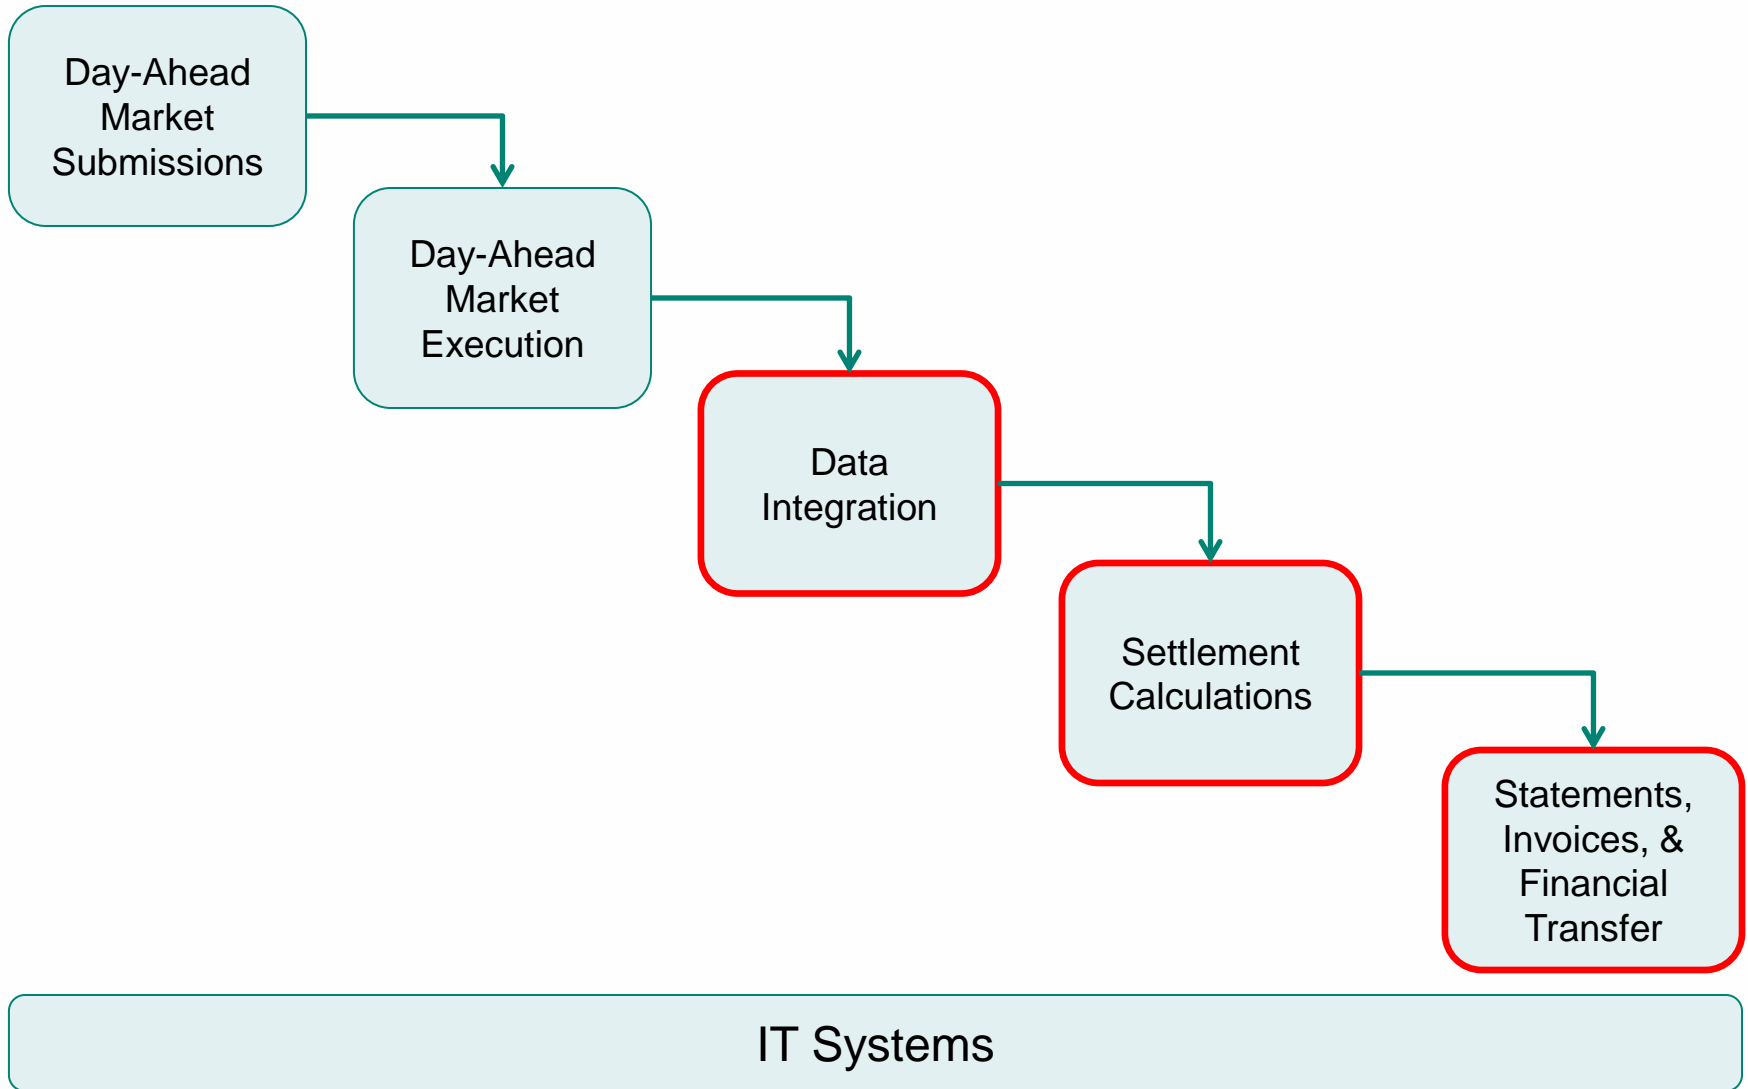 Day-Ahead
Market
Submissions
Day-Ahead
Market
Execution
Data
Integration
Settlement
Calculations
Statements,
Invoices, &
Financial
Transfer
IT Systems